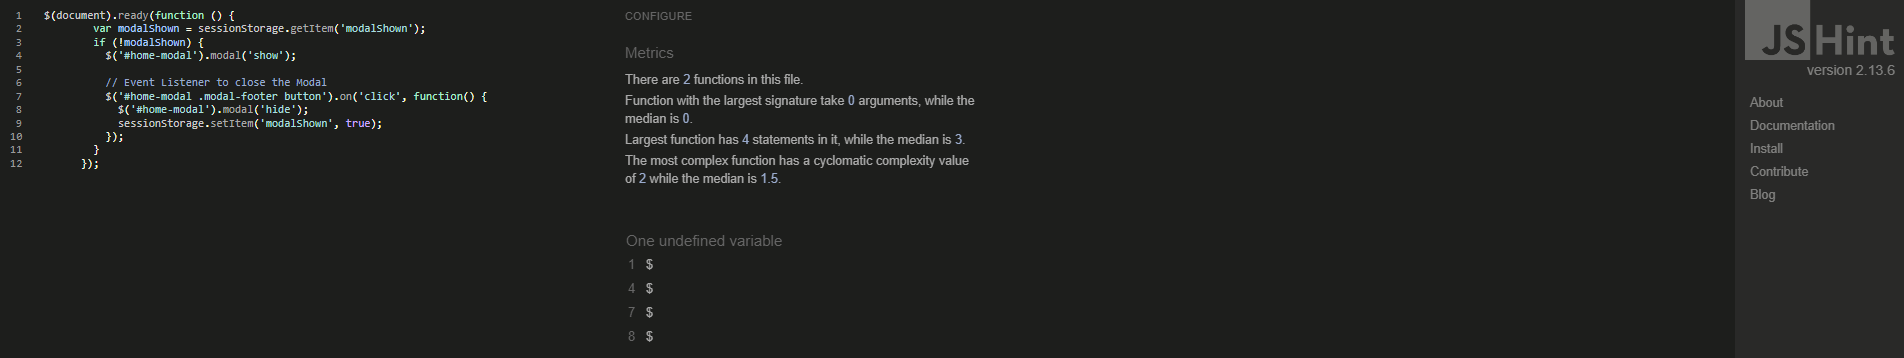 1 $(document).ready(function () {
2 var modalShown = sessionStorage.getItem('modalShown');
3 if (!modalShown) {
4 $('#home-modal').modal('show');
5
6 // Event Listener to close the Modal
7 $('#home-modal .modal-footer button').on('click', function() {
8 $('#home-modal').modal('hide');
9 sessionStorage.setItem('modalShown', true);
10 });
11 }
12 });
CONFIGURE
Metrics
There are 2 functions in this file.
Function with the largest signature take 0 arguments, while the
median is 0.
Largest function has 4 statements in it, while the median is 3.
The most complex function has a cyclomatic complexity value
of 2 while the median is 1.5.
One undefined variable
1 $
4 $
7 $
8 $
JSHint
version 2.13.6
About
Documentation
Install
Contribute
Blog